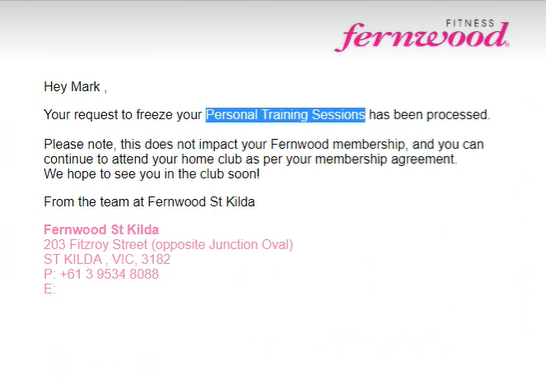 FITNESS
fernwood
Hey Mark ,
Your request to freeze your Personal Training Sessions has been processed.
Please note, this does not impact your Fernwood membership, and you can
continue to attend your home club as per your membership agreement.
We hope to see you in the club soon!
From the team at Fernwood St Kilda
Fernwood St Kilda
203 Fitzroy Street (opposite Junction Oval)
ST KILDA , VIC, 3182
P: +61 3 9534 8088
E: